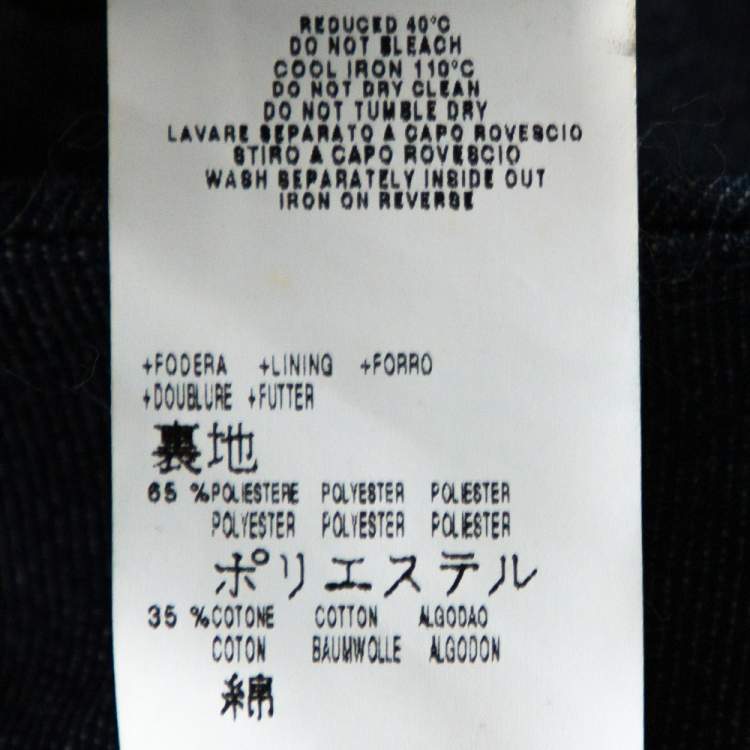 REDUCED 40°C
DO NOT BLEACH
COOL IRON 110°C
DO NOT DRY CLEAN
DO NOT TUMBLE DRY
LAVARE SEPARATO A CAPO ROVESCIO
STIRO A CAPO ROVESCIO
WASH SEPARATELY INSIDE OUT
IRON ON REVERSE
+FODERA +LINING +FORRO
+DOUBLURE +FUTTER
裏地
65 % POLIESTERE POLYESTER POLIESTER
POLYESTER POLYESTER POLIESTER
ポリエステル
35 % COTONE COTTON ALGODAO
COTON BAUMWOLLE ALGODON
綿